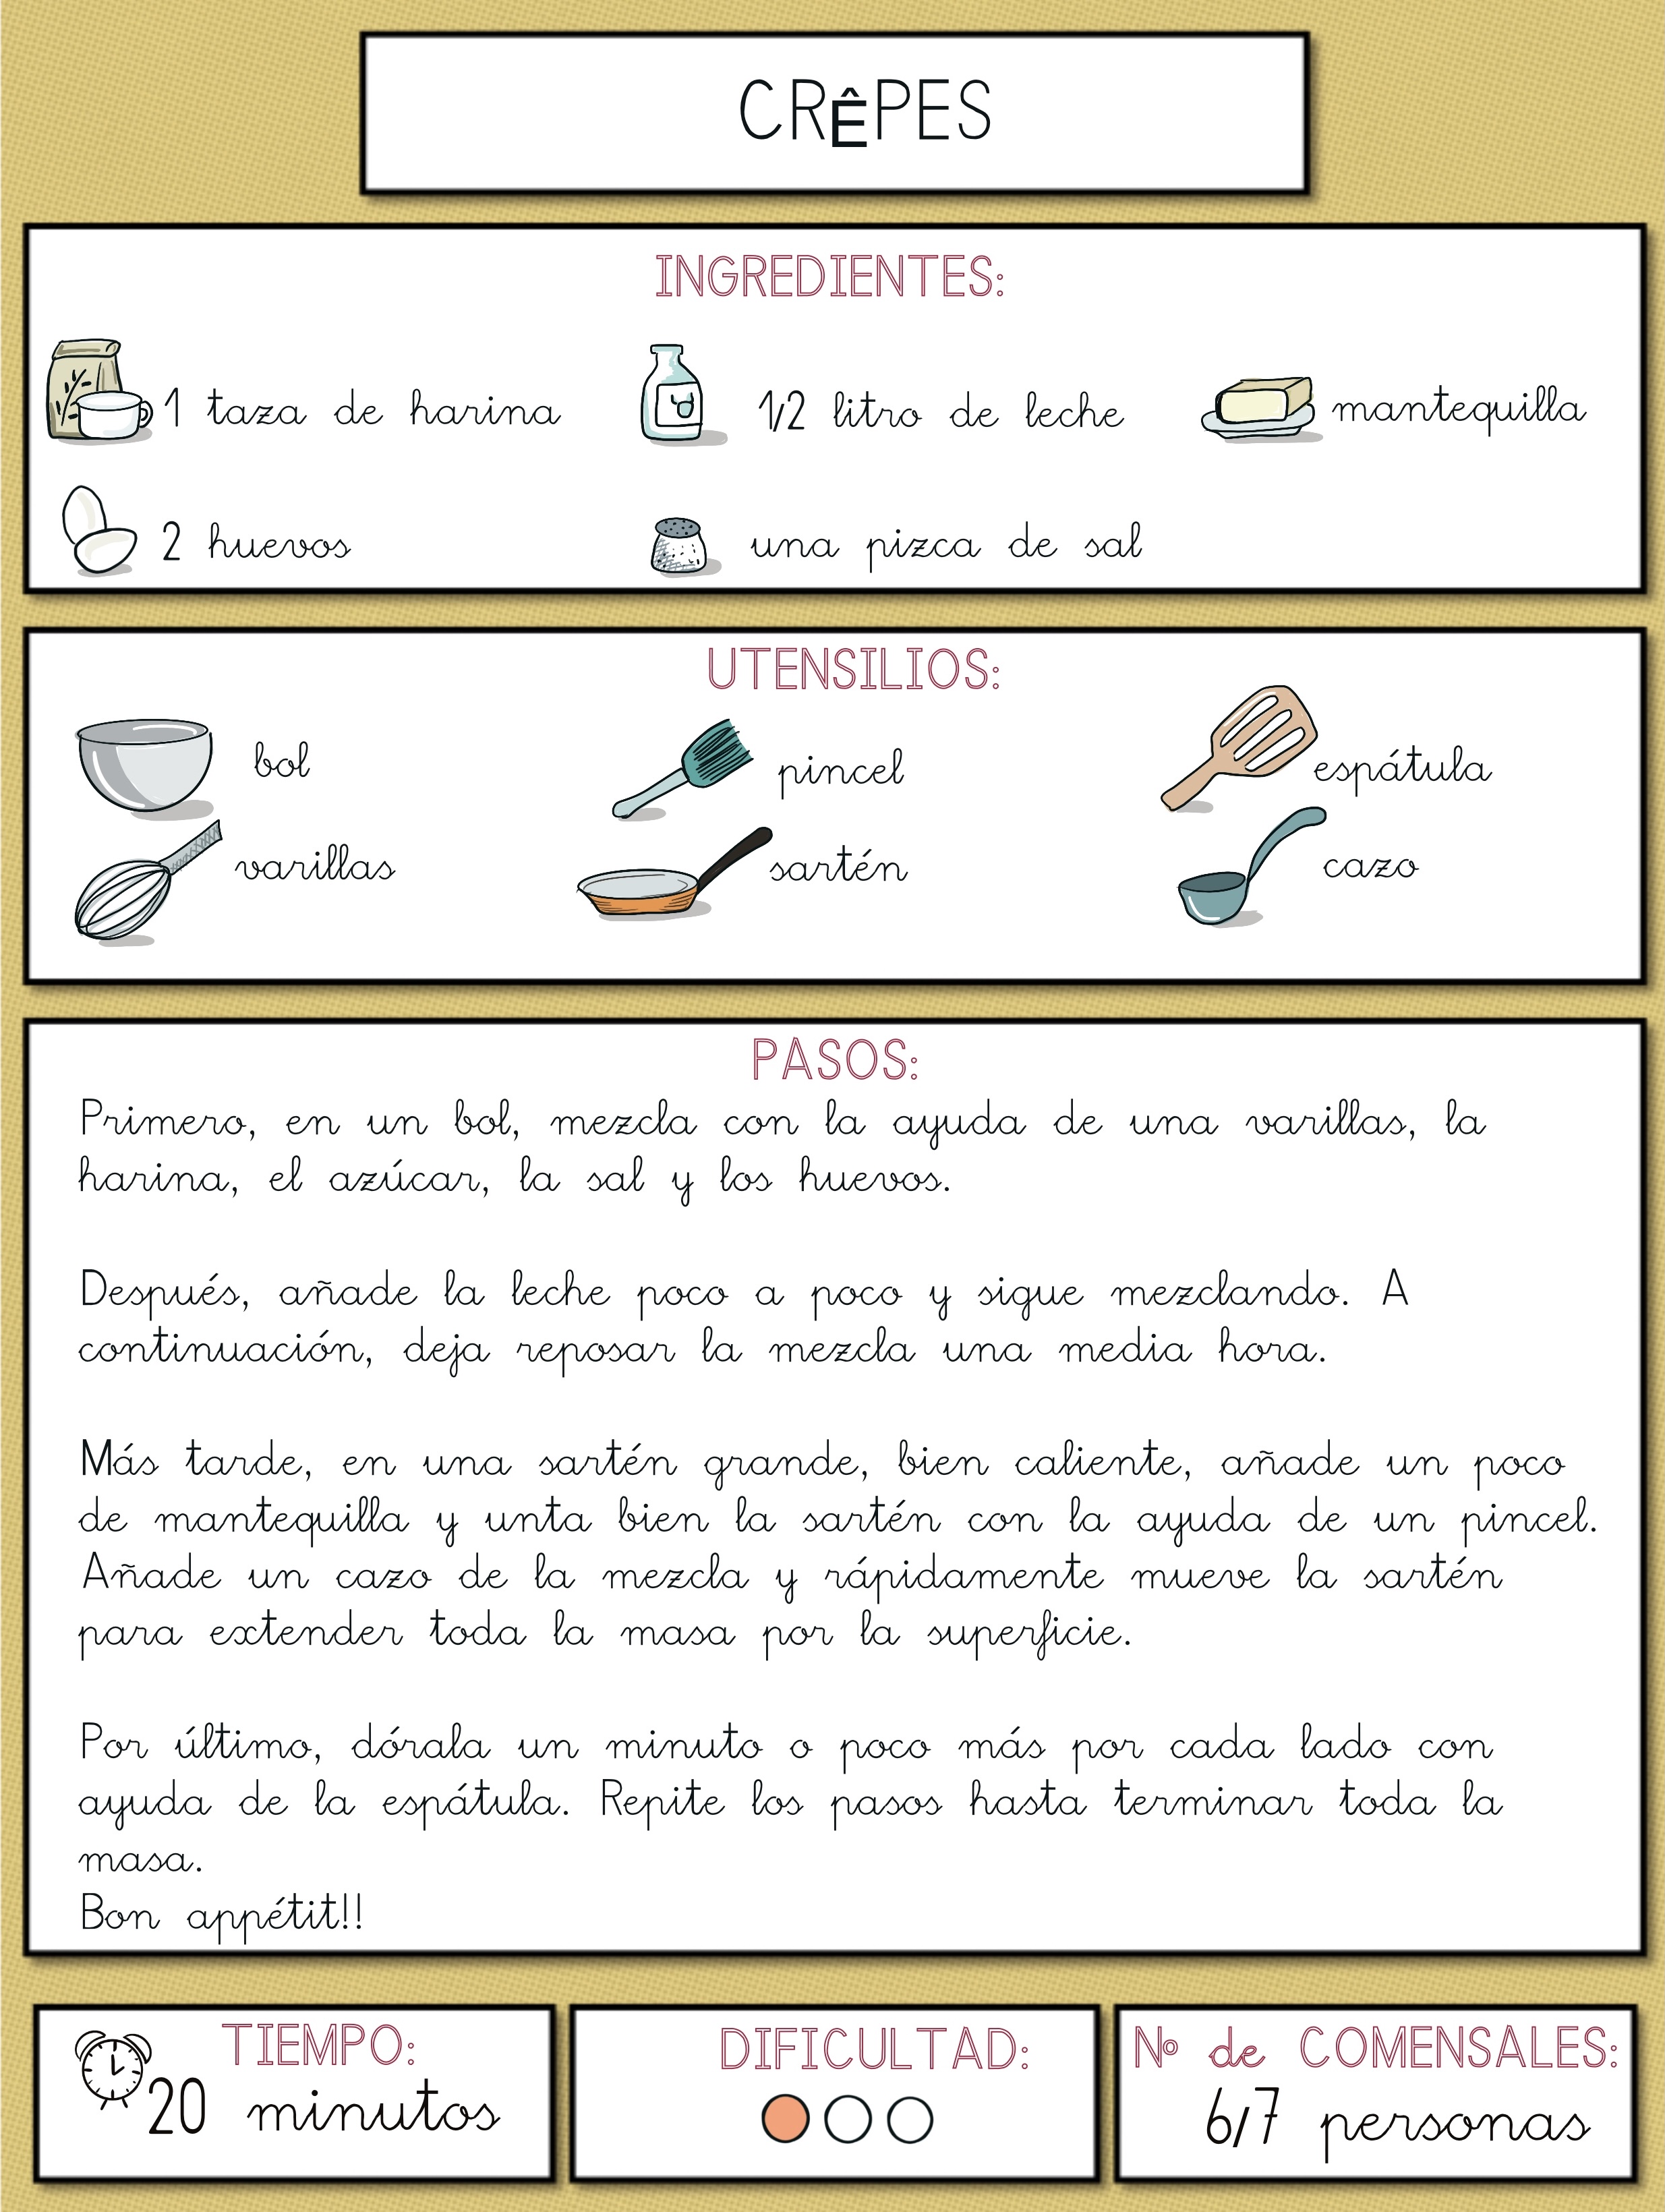 CRÊPES
INGREDIENTES:
1 taza de harina
1/2 litro de leche
mantequilla
2 huevos
una pizca de sal
UTENSILIOS:
bol
pincel
espátula
varillas
sartén
cazo
PASOS:
Primero, en un bol, mezcla con la ayuda de una varillas, la
harina, el azúcar, la sal y los huevos.
Después, añade la leche poco a poco y sigue mezclando. A
continuación, deja reposar la mezcla una media hora.
Más tarde, en una sartén grande, bien caliente, añade un poco
de mantequilla y unta bien la sartén con la ayuda de un pincel.
Añade un cazo de la mezcla y rápidamente mueve la sartén
para extender toda la masa por la superficie.
Por último, dórala un minuto o poco más por cada lado con
ayuda de la espátula. Repite los pasos hasta terminar toda la
masa.
Bon appétit!!
TIEMPO:
20 minutos
DIFICULTAD:
Nº de COMENSALES:
6/7 personas